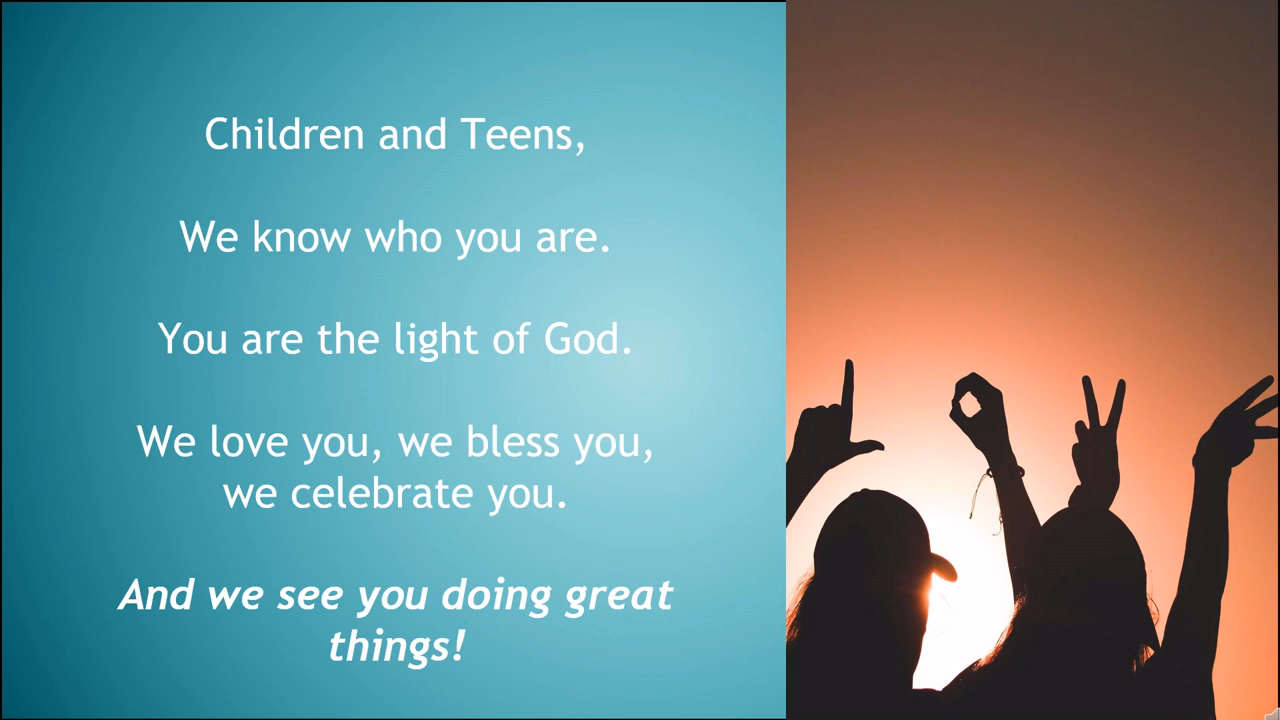 Children and Teens,
We know who you are.
You are the light of God.
We love you, we bless you,
we celebrate you.
And we see you doing great
things!